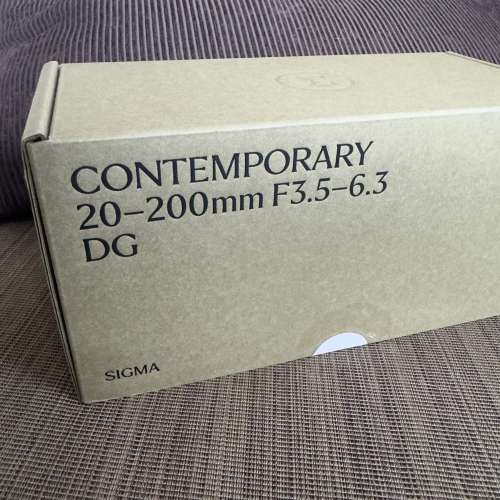 CONTEMPORARY
20–200mm F3.5–6.3
DG
SIGMA